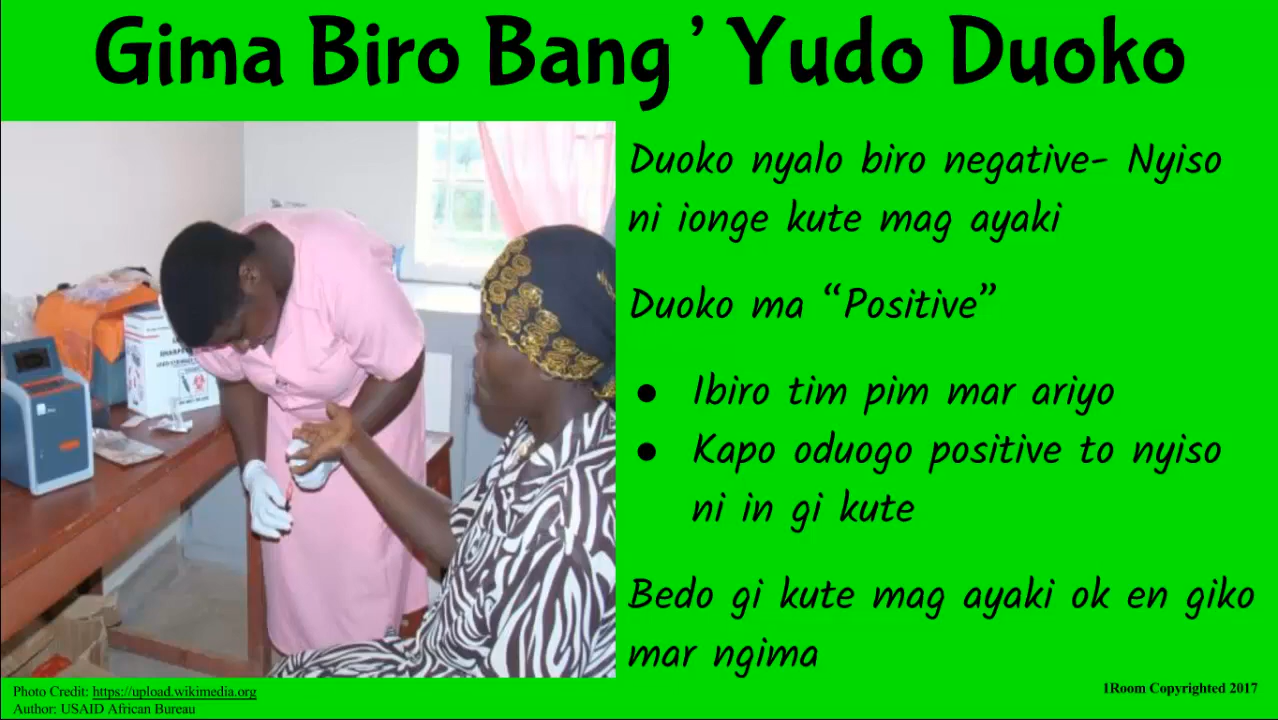 Gima Biro Bang’ Yudo Duoko
Duoko nyalo biro negative- Nyiso
ni ionge kute mag ayaki
Duoko ma “Positive”
● Ibiro tim pim mar ariyo
● Kapo oduogo positive to nyiso
ni in gi kute
Bedo gi kute mag ayaki ok en giko
mar ngima
Photo Credit: https://upload.wikimedia.org
Author: USAID African Bureau
1Room Copyrighted 2017